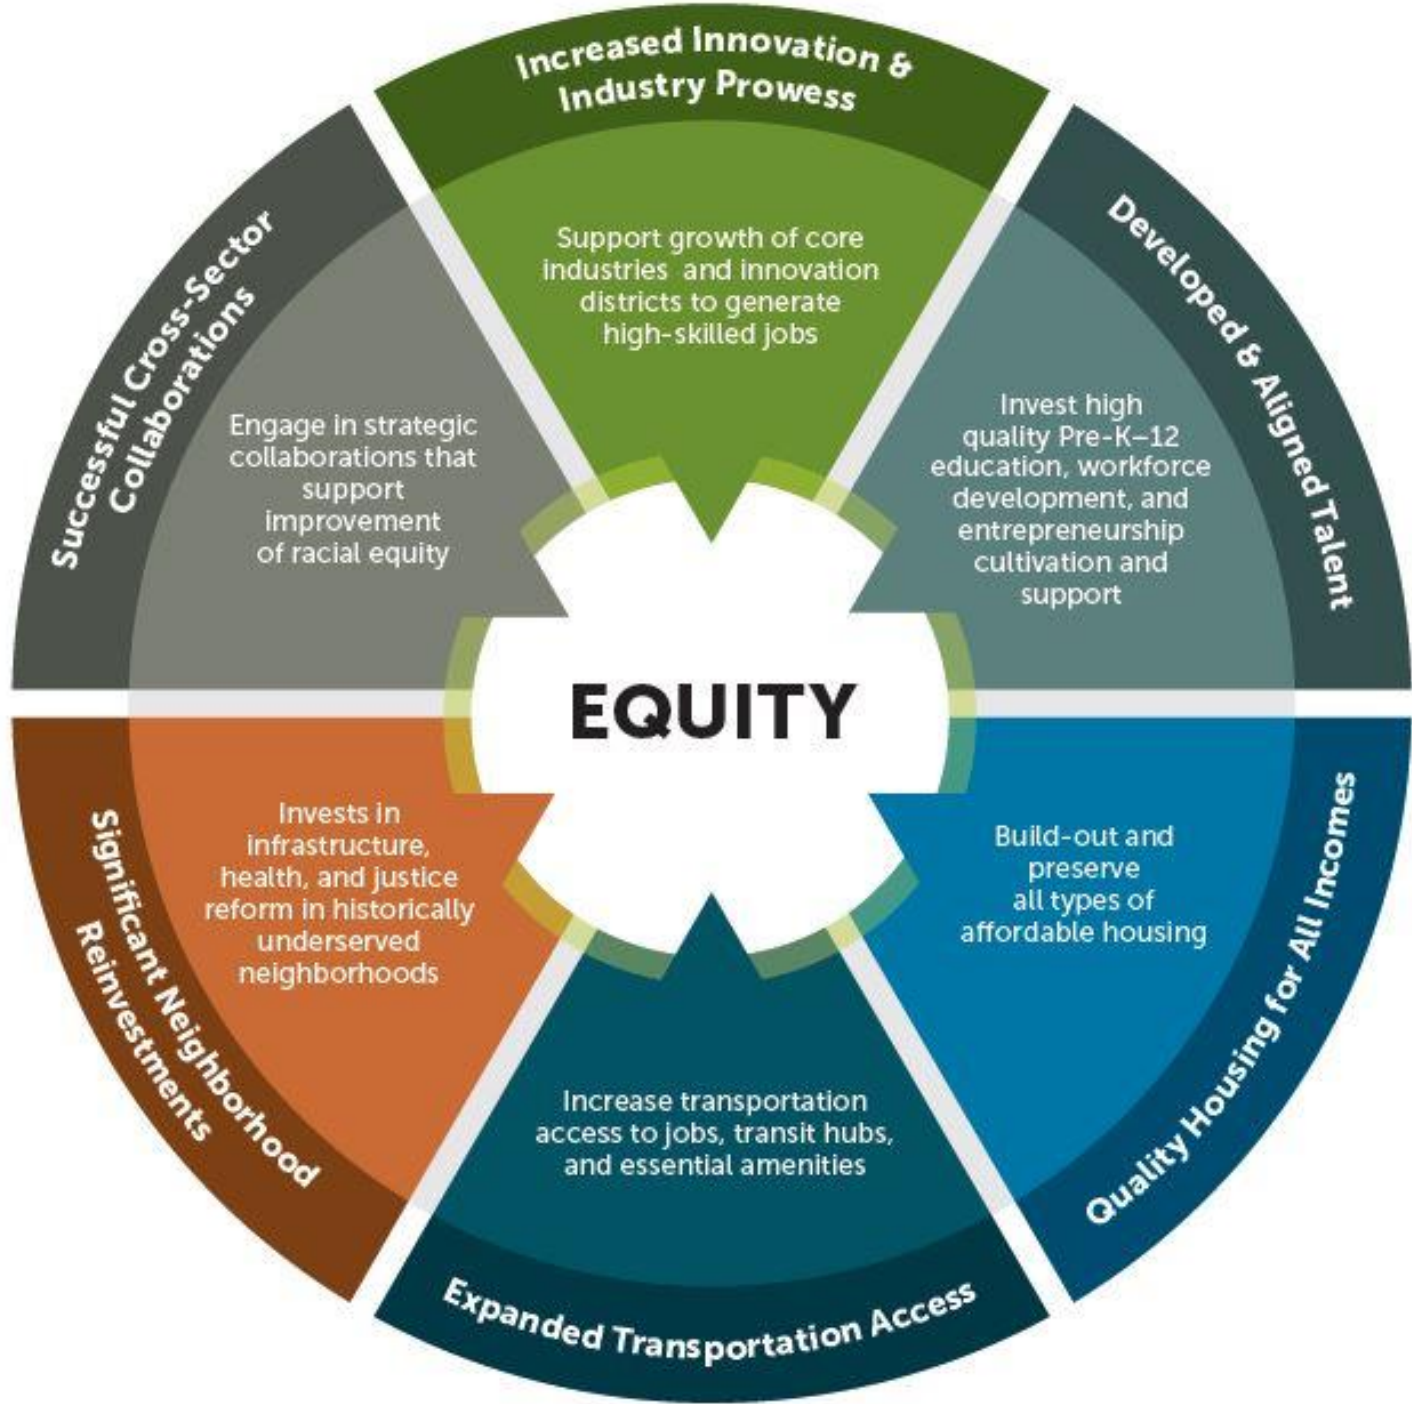 Increased Innovation &
Industry Prowess
Support growth of core
industries and innovation
districts to generate
high-skilled jobs
Developed & Aligned Talent
Invest high
quality Pre-K–12
education, workforce
development, and
entrepreneurship
cultivation and
support
Quality Housing for All Incomes
Build-out and
preserve
all types of
affordable housing
Expanded Transportation Access
Increase transportation
access to jobs, transit hubs,
and essential amenities
Significant Neighborhood
Reinvestments
Invests in
infrastructure,
health, and justice
reform in historically
underserved
neighborhoods
Successful Cross-Sector
Collaborations
Engage in strategic
collaborations that
support
improvement
of racial equity
EQUITY